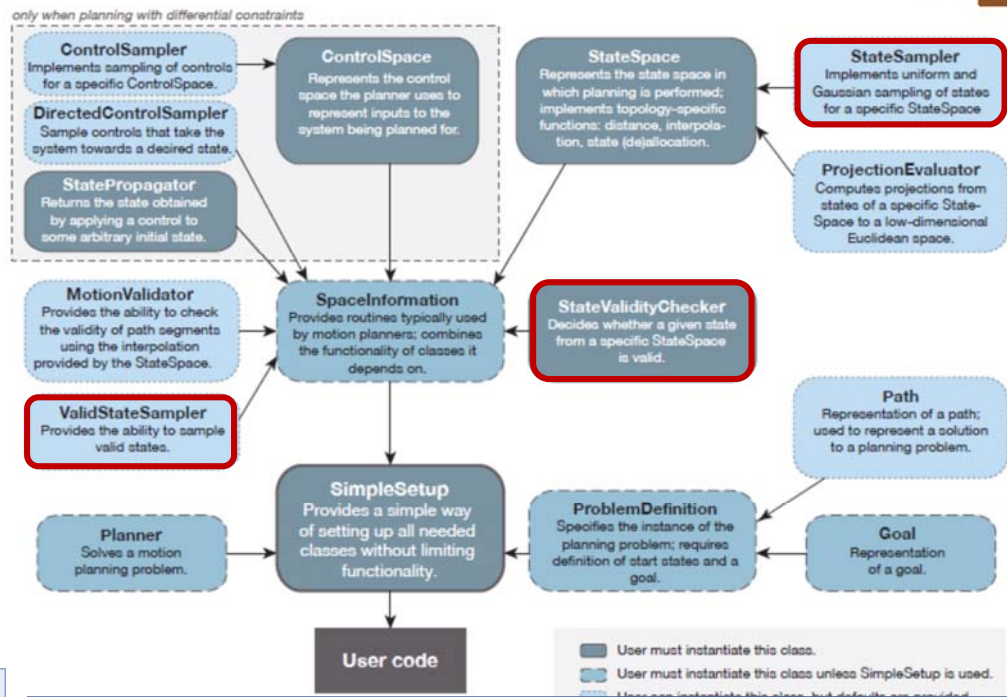 only when planning with differential constraints
ControlSampler
Implements sampling of controls
for a specific ControlSpace.
DirectedControlSampler
Sample controls that take the
system towards a desired state.
StatePropagator
Returns the state obtained
by applying a control to
some arbitrary initial state.
ControlSpace
Represents the control
space the planner uses to
represent inputs to the
system being planned for.
StateSpace
Represents the state space in
which planning is performed;
implements topology-specific
functions: distance, interpola-
tion, state (de)allocation.
StateSampler
Implements uniform and
Gaussian sampling of states
for a specific StateSpace
ProjectionEvaluator
Computes projections from
states of a specific State-
Space to a low-dimensional
Euclidean space.
MotionValidator
Provides the ability to check
the validity of path segments
using the interpolation
provided by the StateSpace.
SpaceInformation
Provides routines typically used
by motion planners; combines
the functionality of classes it
depends on.
StateValidityChecker
Decides whether a given state
from a specific StateSpace
is valid.
ValidStateSampler
Provides the ability to sample
valid states.
Path
Representation of a path;
used to represent a solution
to a planning problem.
SimpleSetup
Provides a simple way
of setting up all needed
classes without limiting
functionality.
Planner
Solves a motion
planning problem.
ProblemDefinition
Specifies the instance of the
planning problem; requires
definition of start states and a
goal.
Goal
Representation
of a goal.
User code
User must instantiate this class.
User must instantiate this class unless SimpleSetup is used.
User can instantiate this class, but defaults are provided